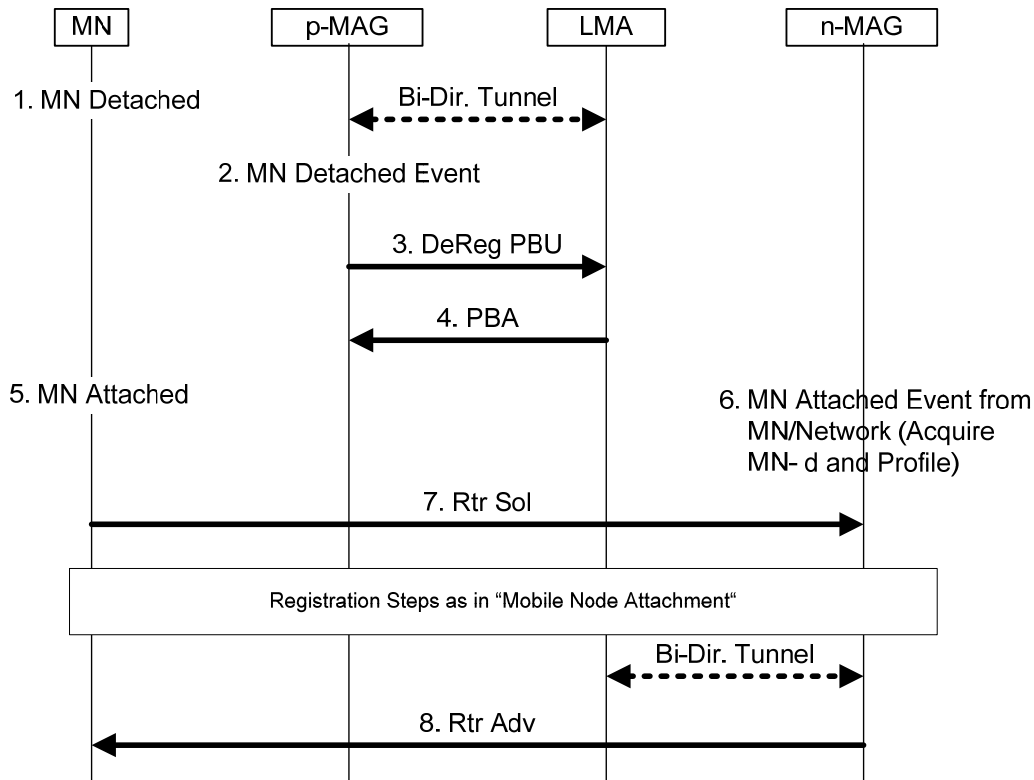 MN
p-MAG
LMA
n-MAG
1. MN Detached
Bi-Dir. Tunnel
2. MN Detached Event
3. DeReg PBU
4. PBA
5. MN Attached
6. MN Attached Event from
MN/Network (Acquire
MN- d and Profile)
7. Rtr Sol
Registration Steps as in “Mobile Node Attachment“
Bi-Dir. Tunnel
8. Rtr Adv